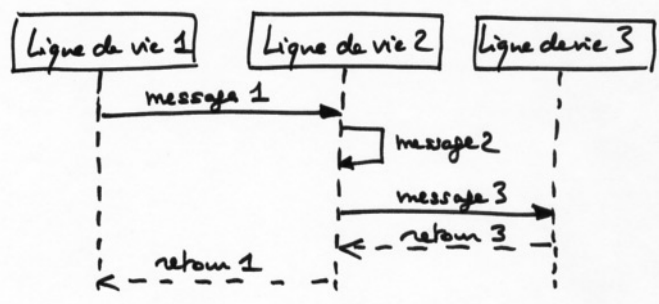 Ligne de vie 1
Ligne de vie 2
Ligne de vie 3
message 1
message 2
message 3
retour 3
retour 1